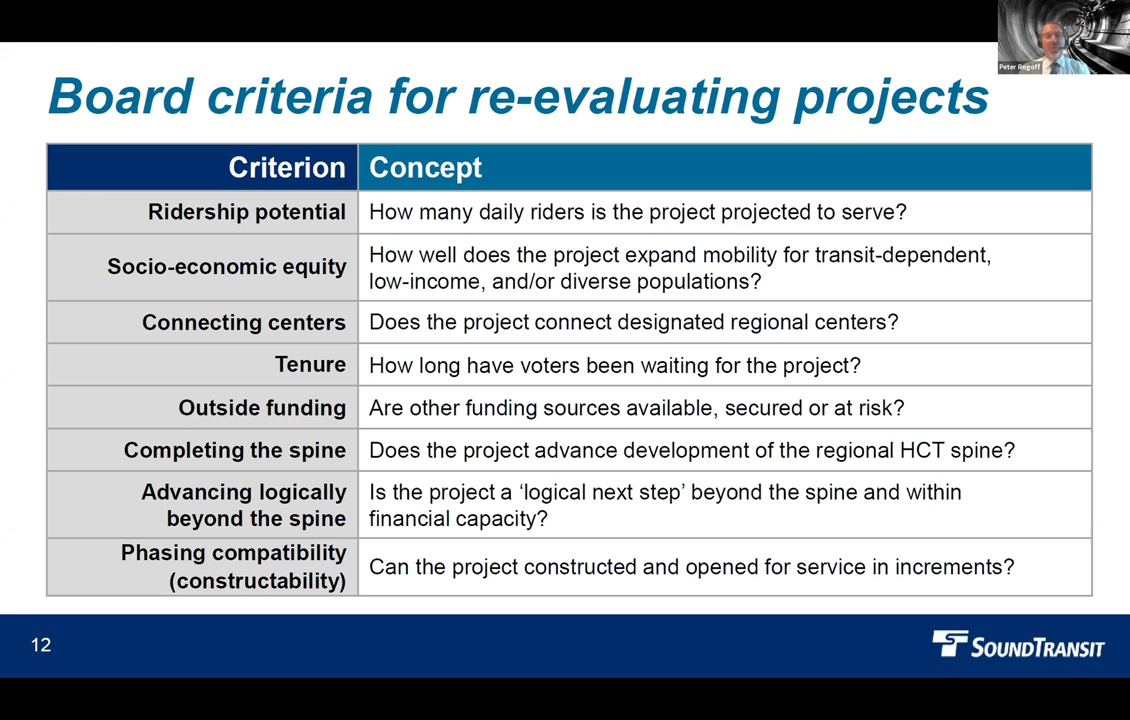 Peter Rogoff
Board criteria for re-evaluating projects
Criterion
Concept
Ridership potential
How many daily riders is the project projected to serve?
Socio-economic equity
How well does the project expand mobility for transit-dependent,
low-income, and/or diverse populations?
Connecting centers
Does the project connect designated regional centers?
Tenure
How long have voters been waiting for the project?
Outside funding
Are other funding sources available, secured or at risk?
Completing the spine
Does the project advance development of the regional HCT spine?
Advancing logically
beyond the spine
Is the project a ‘logical next step’ beyond the spine and within
financial capacity?
Phasing compatibility
(constructability)
Can the project constructed and opened for service in increments?
12
SOUNDTRANSIT